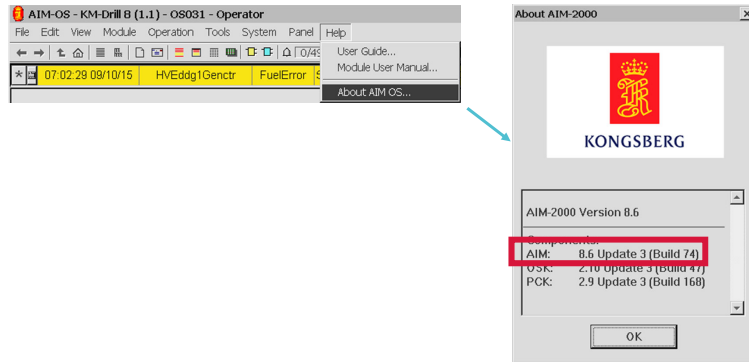 AIM-OS - KM-Drill 8 (1.1) - OS031 - Operator
File Edit View Module Operation Tools System Panel Help
0/49
07:02:29 09/10/15 HVEddg1Genctr FuelError S
User Guide...
Module User Manual...
About AIM OS...
About AIM-2000
KONGSBERG
AIM-2000 Version 8.6
Components:
AIM: 8.6 Update 3 (Build 74)
OSK: 2.10 Update 3 (Build 47)
PCK: 2.9 Update 3 (Build 168)
OK